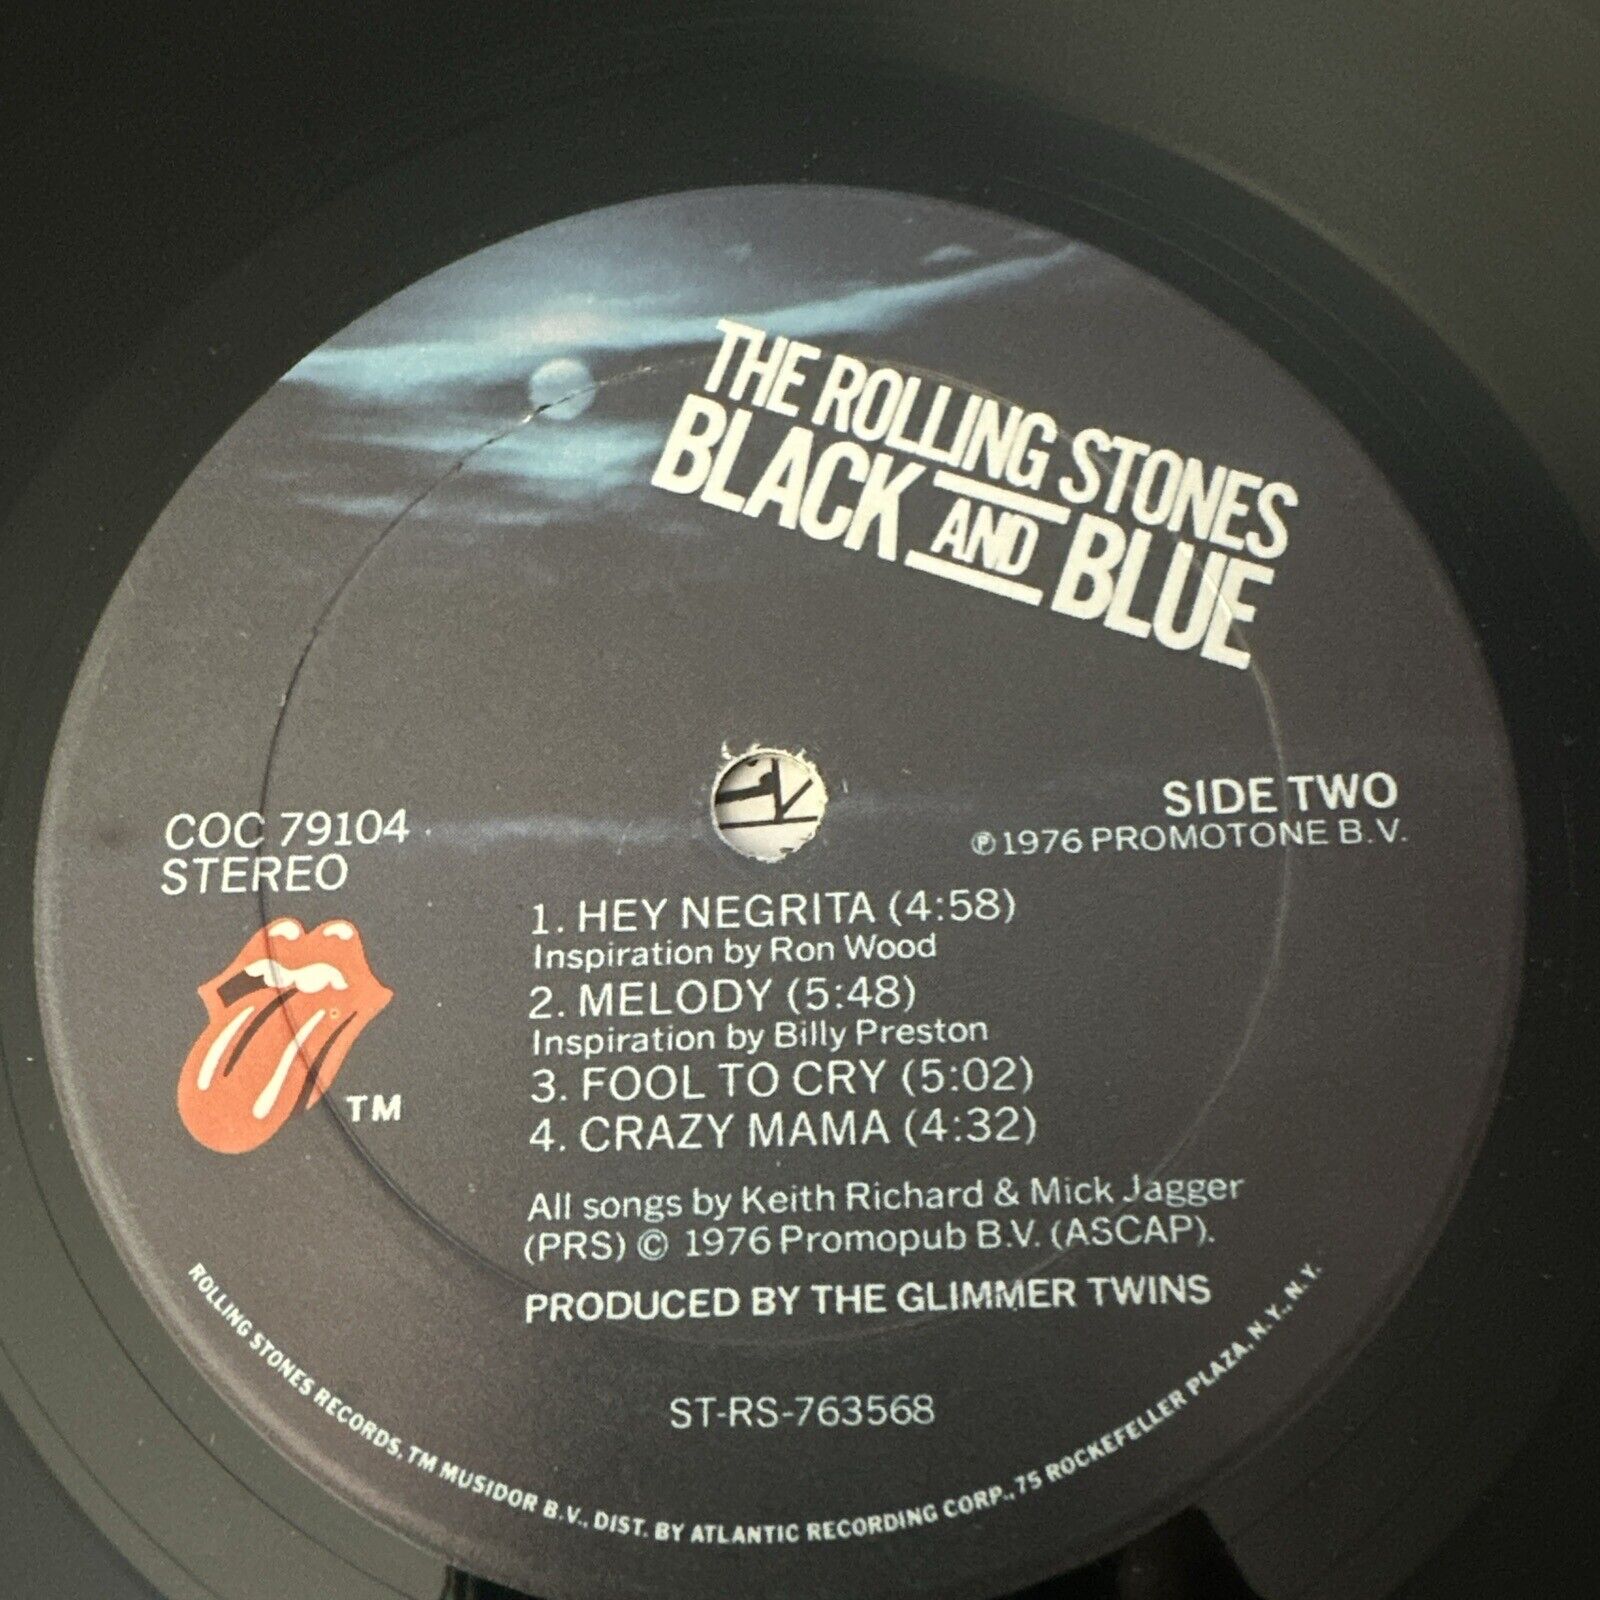 THE ROLLING STONES
BLACK AND BLUE
COC 79104
STEREO
SIDE TWO
℗ 1976 PROMOTONE B.V.
1. HEY NEGRITA (4:58)
Inspiration by Ron Wood
2. MELODY (5:48)
Inspiration by Billy Preston
3. FOOL TO CRY (5:02)
4. CRAZY MAMA (4:32)
TM
All songs by Keith Richard & Mick Jagger
(PRS) © 1976 Promopub B.V. (ASCAP).
PRODUCED BY THE GLIMMER TWINS
ST-RS-763568
ROLLING STONES RECORDS, TM MUSIDOR B.V., DIST. BY ATLANTIC RECORDING CORP., 75 ROCKEFELLER PLAZA, N.Y., N.Y.